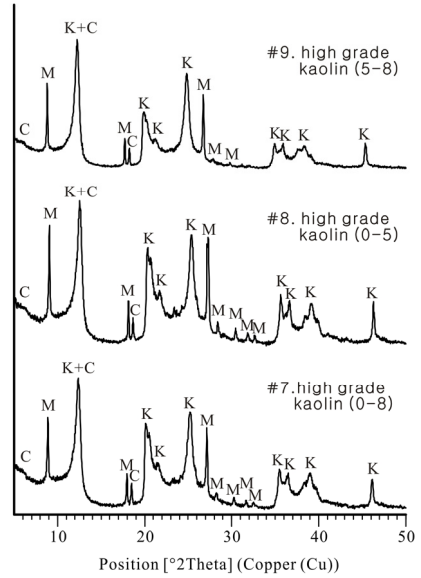 K+C
#9. high grade
kaolin (5-8)
M
K
M
K
M
K
C
C
M
M
K
K
K
K
K+C
#8. high grade
kaolin (0-5)
M
K
K
M
K
C
M
C
K
M
M
M
M
K
K
K
K+C
#7.high grade
kaolin (0-8)
M
K
K
M
C
M
C
K
M
M
M
M
K
K
K
K
10 20 30 40 50
Position [°2Theta] (Copper (Cu))